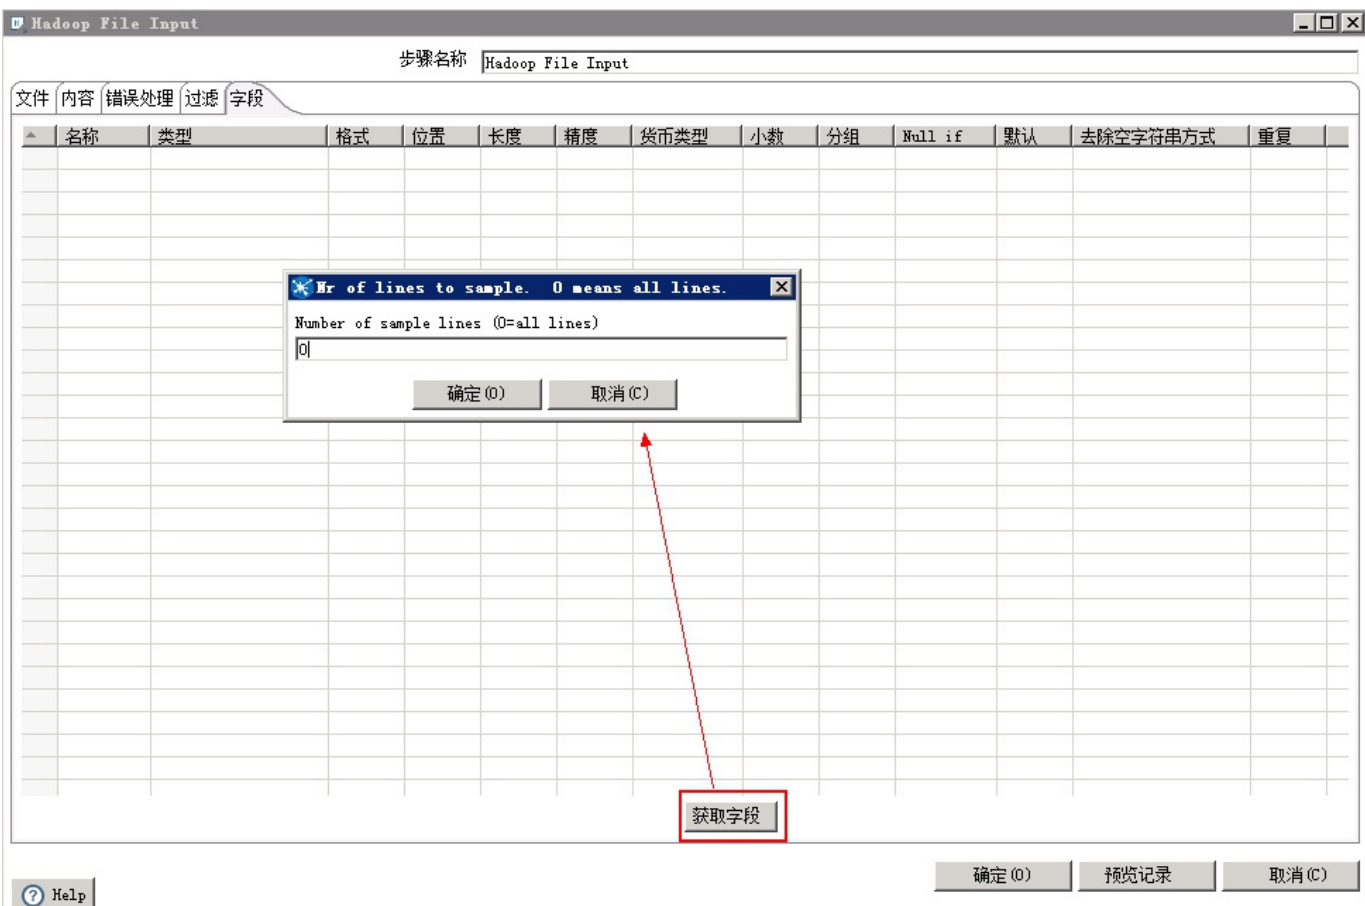 Hadoop File Input
步骤名称 Hadoop File Input
文件 内容 错误处理 过滤 字段
名称 类型 格式 位置 长度 精度 货币类型 小数 分组 Null if 默认 去除空字符串方式 重复
Nr of lines to sample. 0 means all lines.
Number of sample lines (0=all lines)
0
确定(O) 取消(C)
获取字段
确定(O) 预览记录 取消(C)
Help